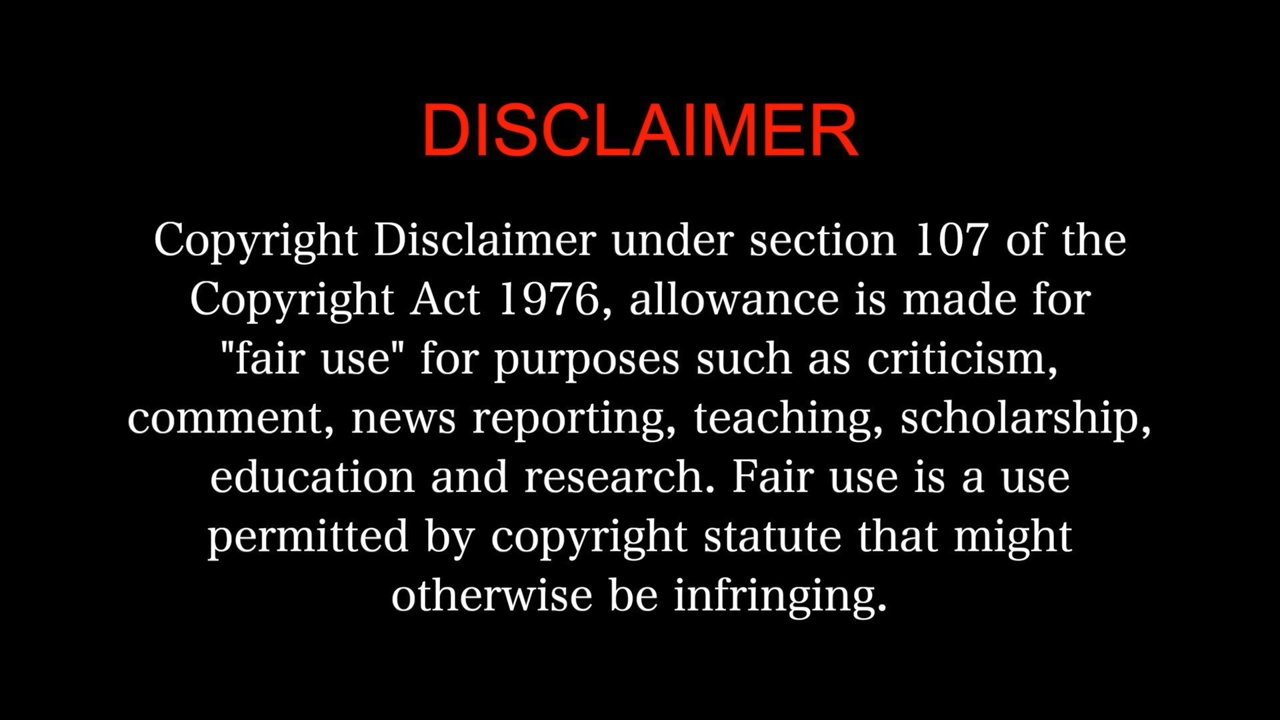 DISCLAIMER
Copyright Disclaimer under section 107 of the
Copyright Act 1976, allowance is made for
"fair use" for purposes such as criticism,
comment, news reporting, teaching, scholarship,
education and research. Fair use is a use
permitted by copyright statute that might
otherwise be infringing.